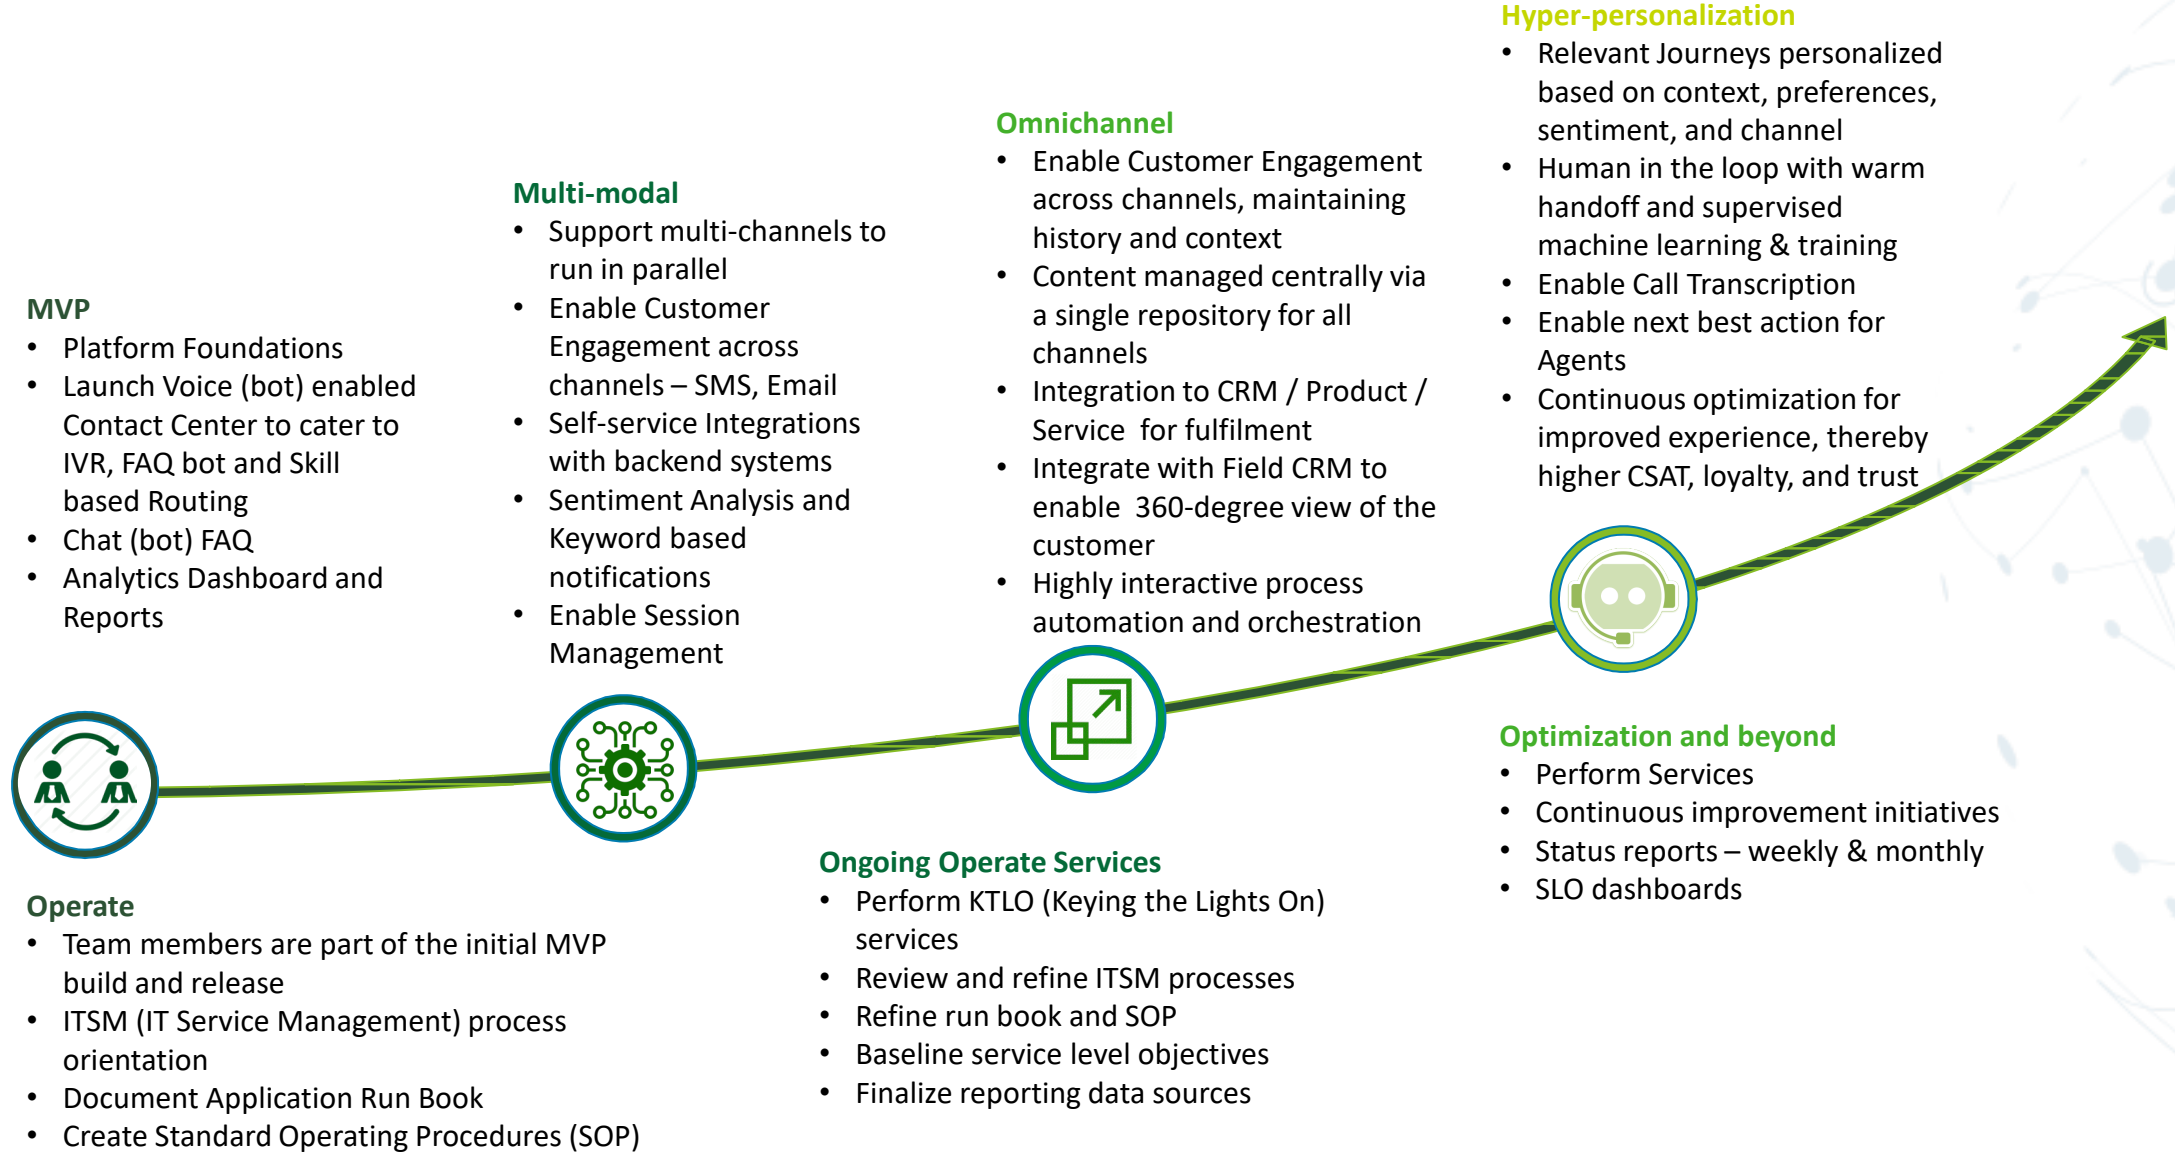 MVP
• Platform Foundations
• Launch Voice (bot) enabled
Contact Center to cater to
IVR, FAQ bot and Skill
based Routing
• Chat (bot) FAQ
• Analytics Dashboard and
Reports
Multi-modal
• Support multi-channels to
run in parallel
• Enable Customer
Engagement across
channels – SMS, Email
• Self-service Integrations
with backend systems
• Sentiment Analysis and
Keyword based
notifications
• Enable Session
Management
Omnichannel
• Enable Customer Engagement
across channels, maintaining
history and context
• Content managed centrally via
a single repository for all
channels
• Integration to CRM / Product /
Service for fulfilment
• Integrate with Field CRM to
enable 360-degree view of the
customer
• Highly interactive process
automation and orchestration
Hyper-personalization
• Relevant Journeys personalized
based on context, preferences,
sentiment, and channel
• Human in the loop with warm
handoff and supervised
machine learning & training
• Enable Call Transcription
• Enable next best action for
Agents
• Continuous optimization for
improved experience, thereby
higher CSAT, loyalty, and trust
Operate
• Team members are part of the initial MVP
build and release
• ITSM (IT Service Management) process
orientation
• Document Application Run Book
• Create Standard Operating Procedures (SOP)
Ongoing Operate Services
• Perform KTLO (Keying the Lights On)
services
• Review and refine ITSM processes
• Refine run book and SOP
• Baseline service level objectives
• Finalize reporting data sources
Optimization and beyond
• Perform Services
• Continuous improvement initiatives
• Status reports – weekly & monthly
• SLO dashboards